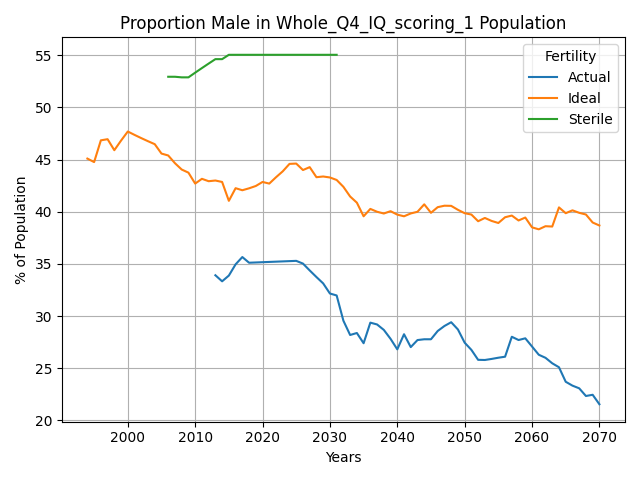 Proportion Male in Whole_Q4_IQ_scoring_1 Population
Fertility
Actual
Ideal
Sterile
% of Population
55
50
45
40
35
30
25
20
2000 2010 2020 2030 2040 2050 2060 2070
Years